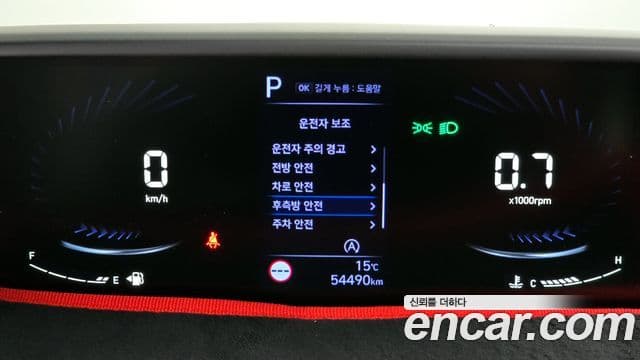 P OK 길게 누름 : 도움말
운전자 보조
운전자 주의 경고
전방 안전
차로 안전
후측방 안전
주차 안전
0
km/h
0.7
x1000rpm
F
E
A
15℃
54490km
C
H
신뢰를 더하다
encar.com